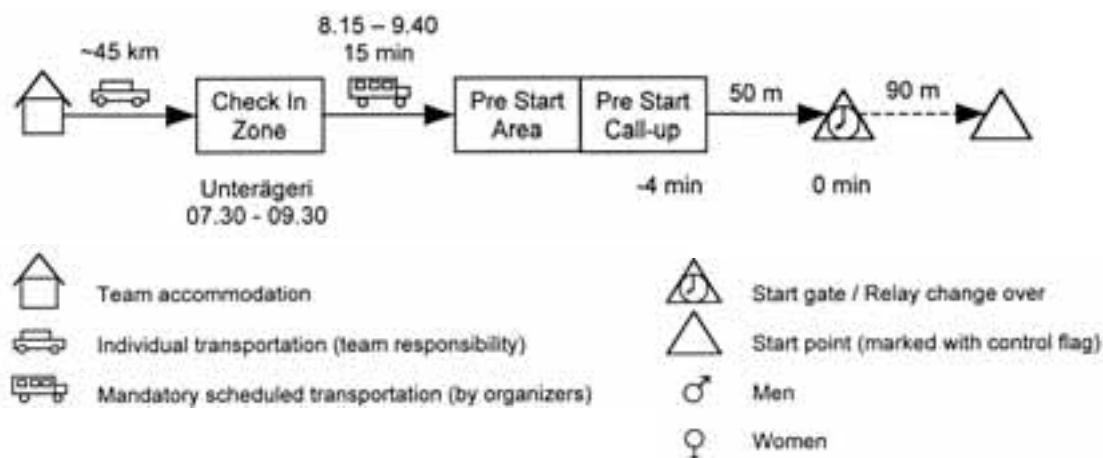 ~45 km
8.15 – 9.40
15 min
Check In
Zone
Pre Start
Area
Pre Start
Call-up
50 m
90 m
Unterägeri
07.30 - 09.30
-4 min
0 min
Team accommodation
Start gate / Relay change over
Individual transportation (team responsibility)
Start point (marked with control flag)
Mandatory scheduled transportation (by organizers)
Men
Women